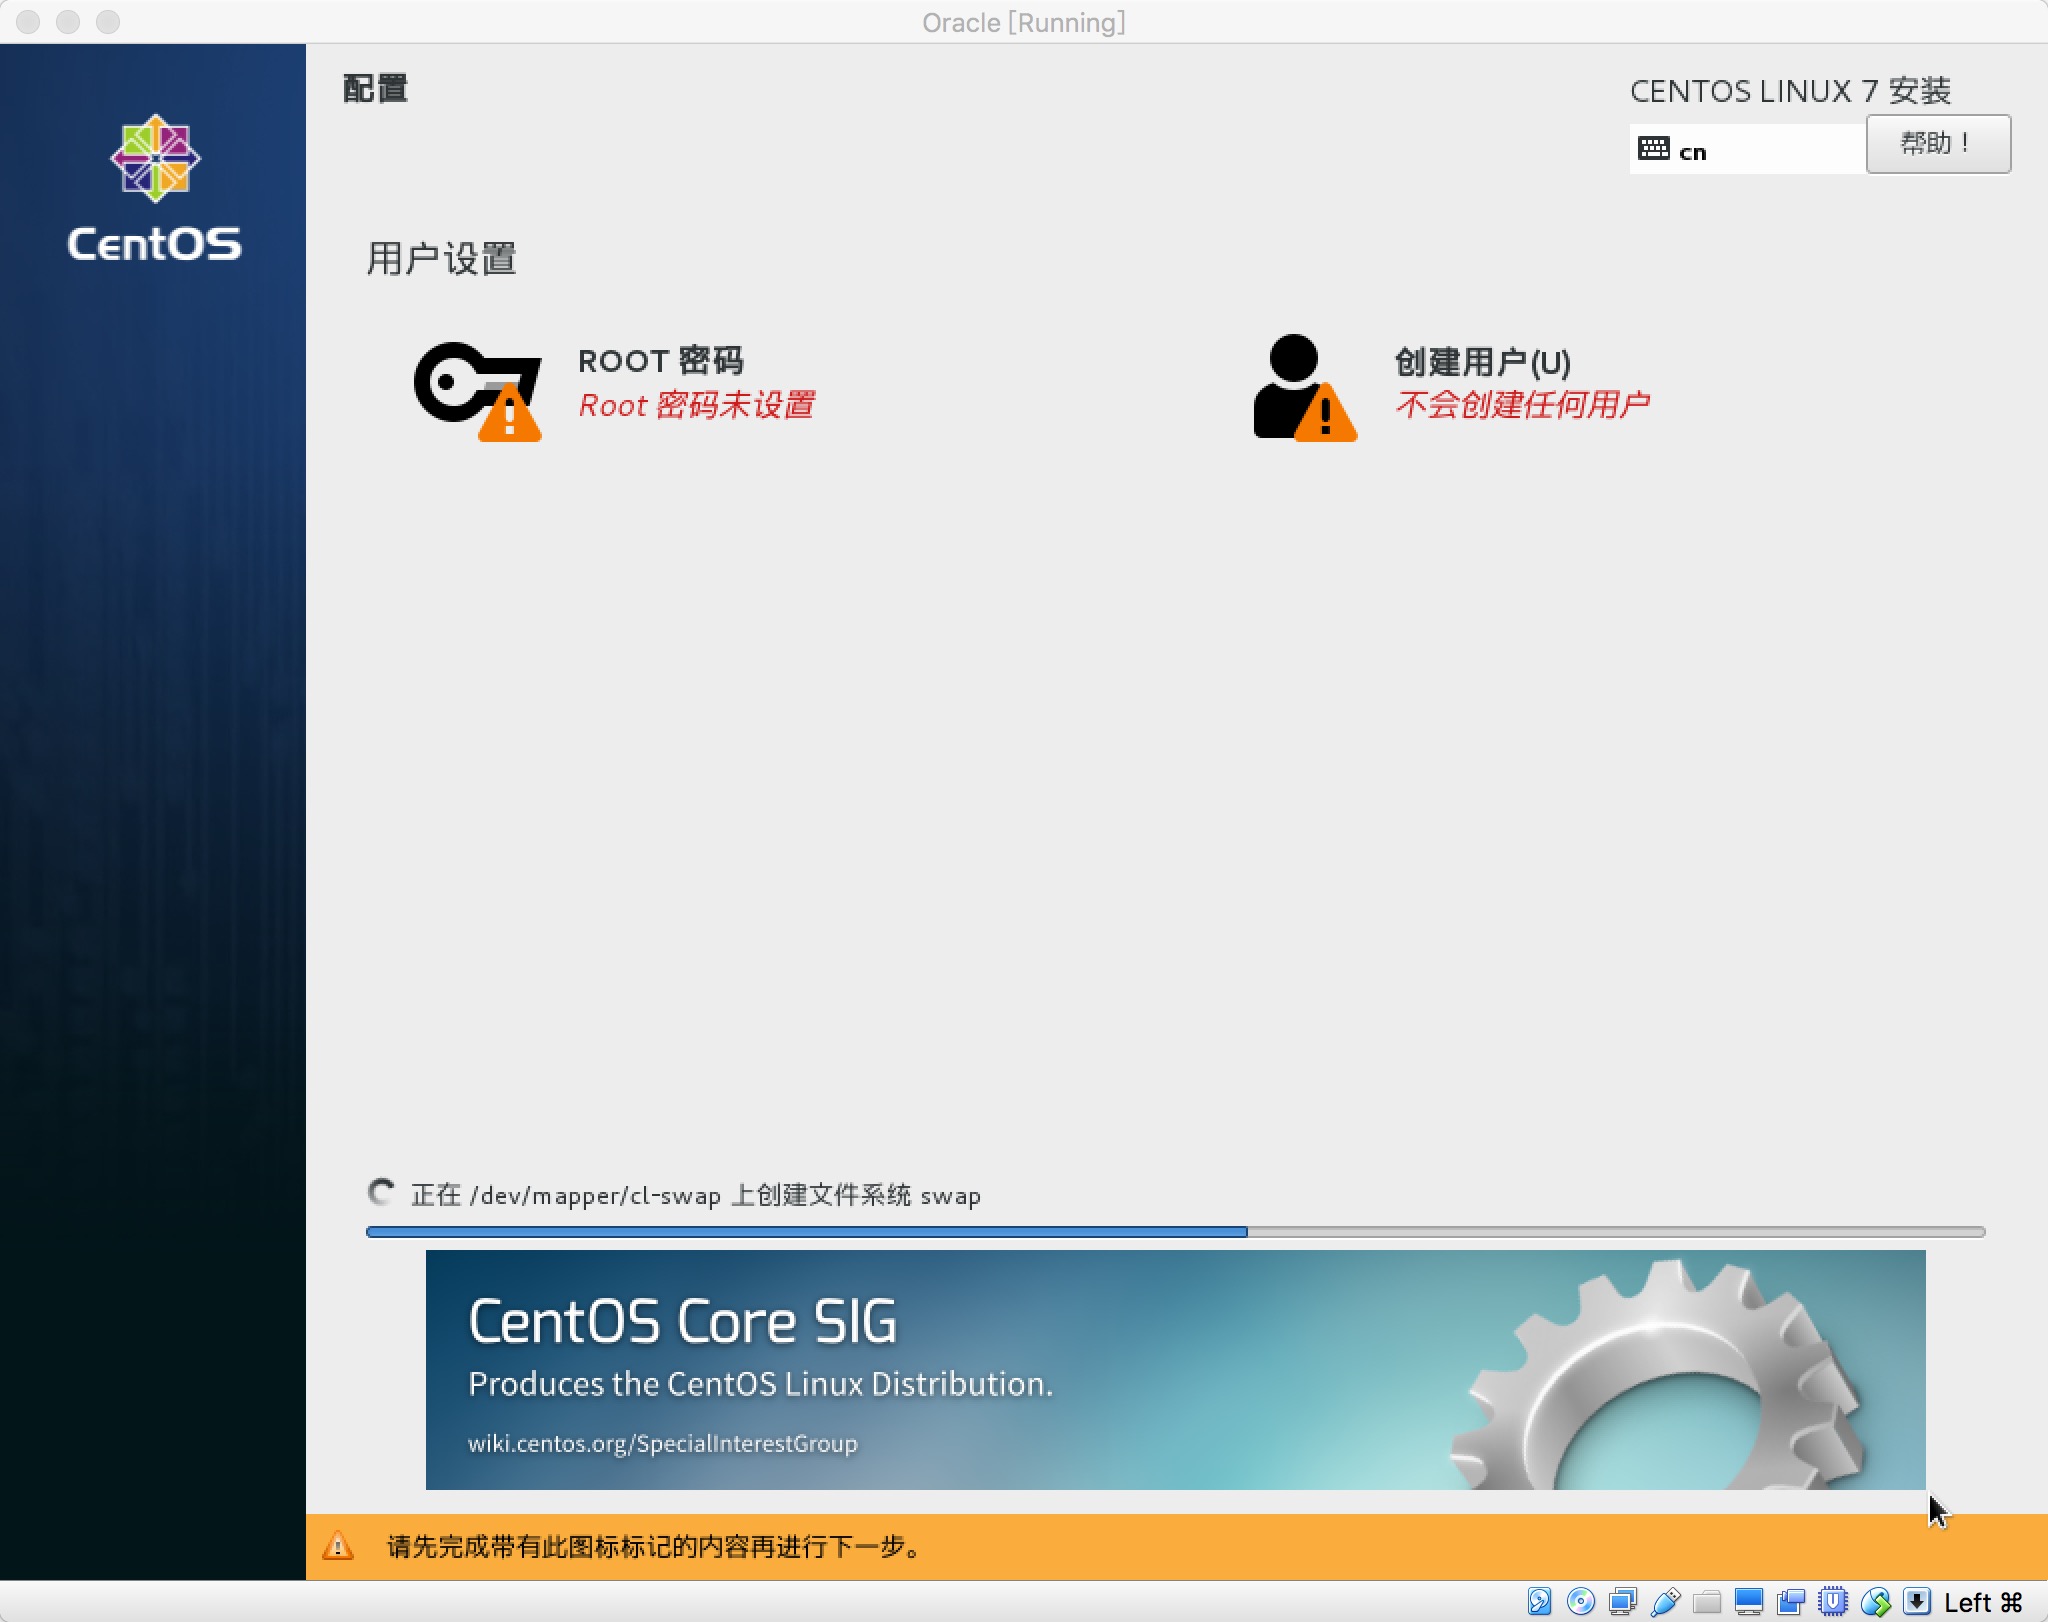 Oracle [Running]
配置
CENTOS LINUX 7 安装
cn
帮助！
CentOS
用户设置
ROOT 密码
Root 密码未设置
创建用户(U)
不会创建任何用户
正在 /dev/mapper/cl-swap 上创建文件系统 swap
CentOS Core SIG
Produces the CentOS Linux Distribution.
wiki.centos.org/SpecialInterestGroup
请先完成带有此图标标记的内容再进行下一步。
Left ⌘